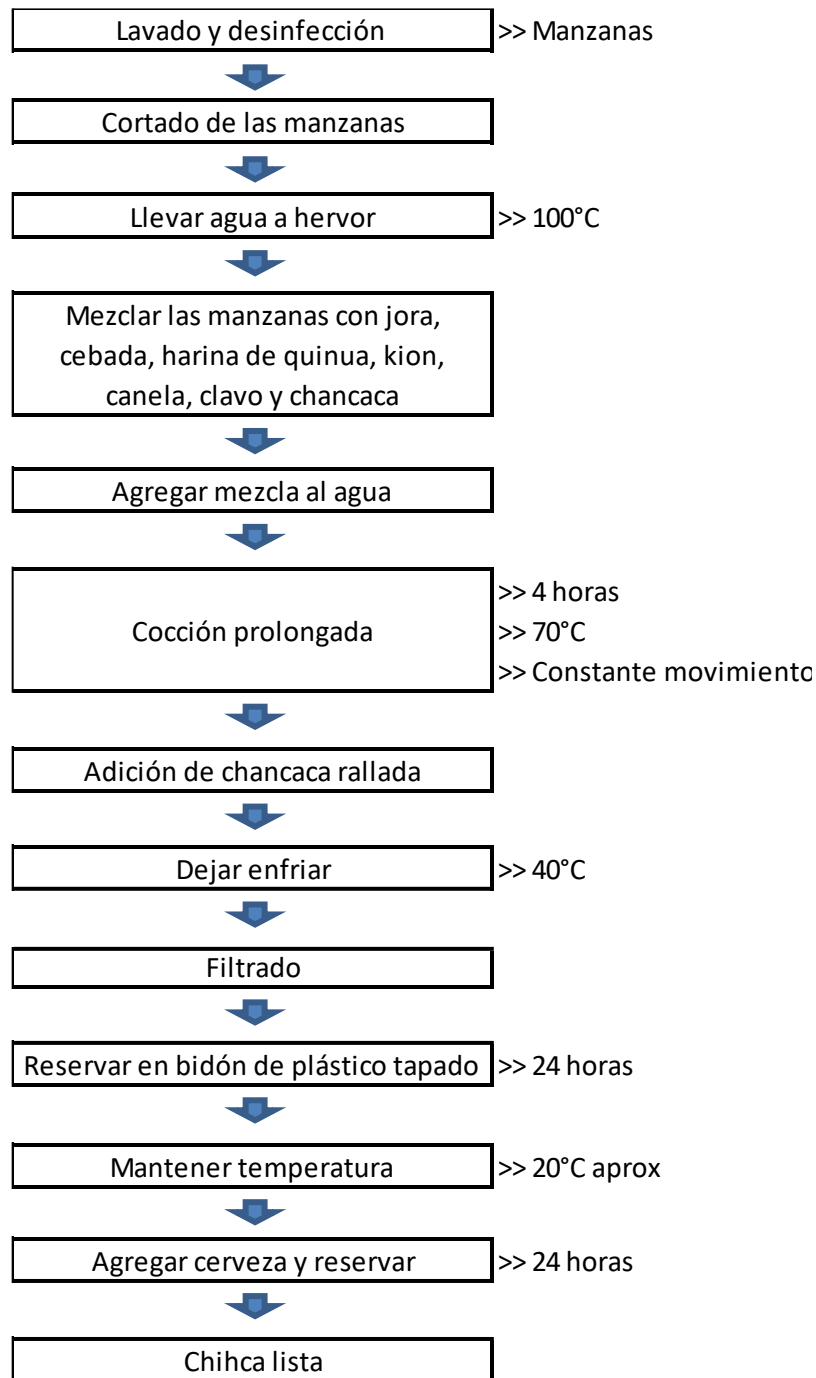 Lavado y desinfección >> Manzanas
Cortado de las manzanas
Llevar agua a hervor >> 100°C
Mezclar las manzanas con jora,
cebada, harina de quinua, kion,
canela, clavo y chancaca
Agregar mezcla al agua
>> 4 horas
Cocción prolongada >> 70°C
>> Constante movimiento
Adición de chancaca rallada
Dejar enfriar >> 40°C
Filtrado
Reservar en bidón de plástico tapado >> 24 horas
Mantener temperatura >> 20°C aprox
Agregar cerveza y reservar >> 24 horas
Chihca lista